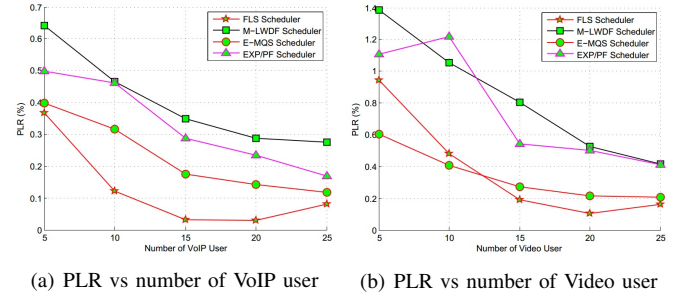 0.7
0.6
0.5
0.4
0.3
0.2
0.1
0
PLR (%)
FLS Scheduler
M-LWDF Scheduler
E-MQS Scheduler
EXP/PF Scheduler
5 10 15 20 25
Number of VoIP User
(a) PLR vs number of VoIP user
1.4
1.2
1
0.8
0.6
0.4
0.2
0
PLR (%)
FLS Scheduler
M-LWDF Scheduler
E-MQS Scheduler
EXP/PF Scheduler
5 10 15 20 25
Number of Video User
(b) PLR vs number of Video user